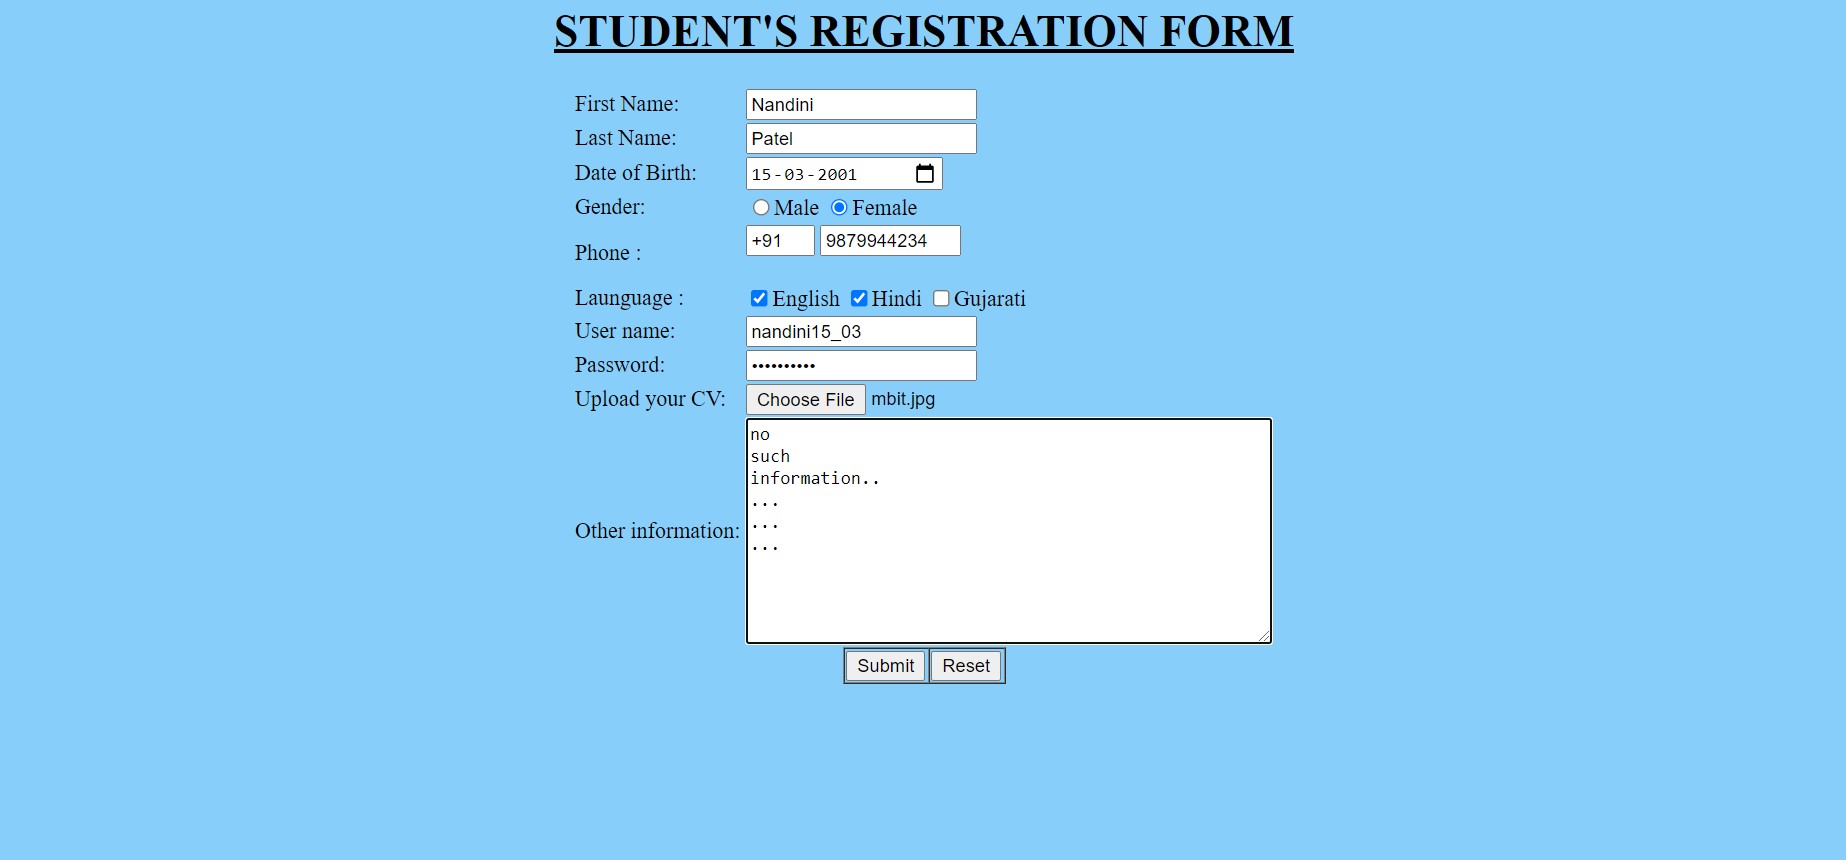 STUDENT'S REGISTRATION FORM
First Name: Nandini
Last Name: Patel
Date of Birth: 15-03-2001
Gender: Male Female
Phone : +91 9879944234
Launguage : English Hindi Gujarati
User name: nandini15_03
Password: ••••••••••
Upload your CV: Choose File mbit.jpg
Other information:
no
such
information..
...
...
...
Submit Reset